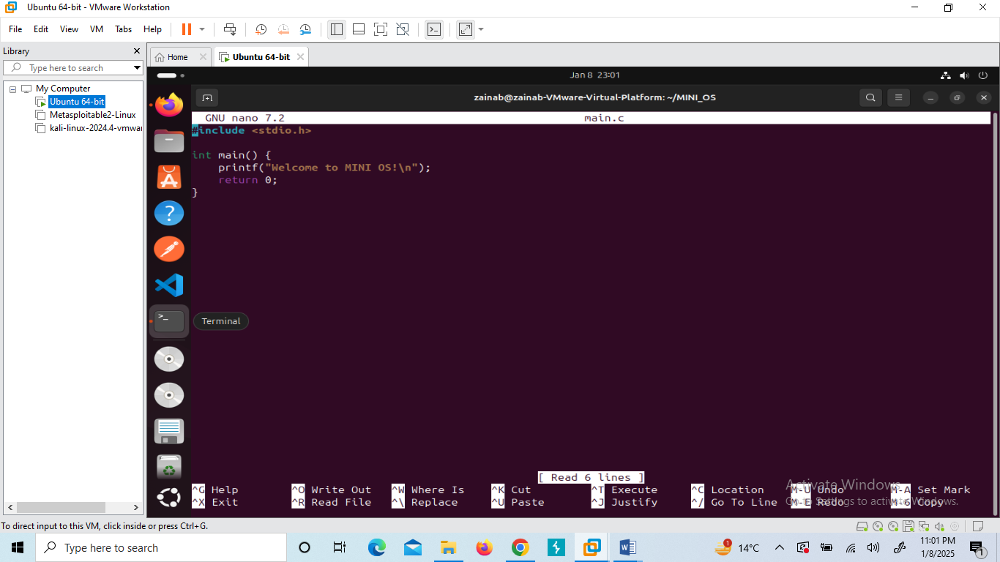 Ubuntu 64-bit - VMware Workstation
File Edit View VM Tabs Help
Library
Home
Ubuntu 64-bit
Type here to search
My Computer
Ubuntu 64-bit
Metasploitable2-Linux
kali-linux-2024.4-vmwar
Jan 8 23:01
zainab@zainab-VMware-Virtual-Platform: ~/MINI_OS
GNU nano 7.2 main.c
#include <stdio.h>
int main() {
printf("Welcome to MINI OS!\n");
return 0;
}
>_
Terminal
[ Read 6 lines ]
^G Help ^O Write Out ^W Where Is ^K Cut ^T Execute ^C Location M-U Undo M-A Set Mark
^X Exit ^R Read File ^\ Replace ^U Paste ^J Justify ^/ Go To Line M-E Redo M-6 Copy
Activate Windows
Go to Settings to activate Windows.
To direct input to this VM, click inside or press Ctrl+G.
Type here to search
1
14°C
11:01 PM
1/8/2025
1